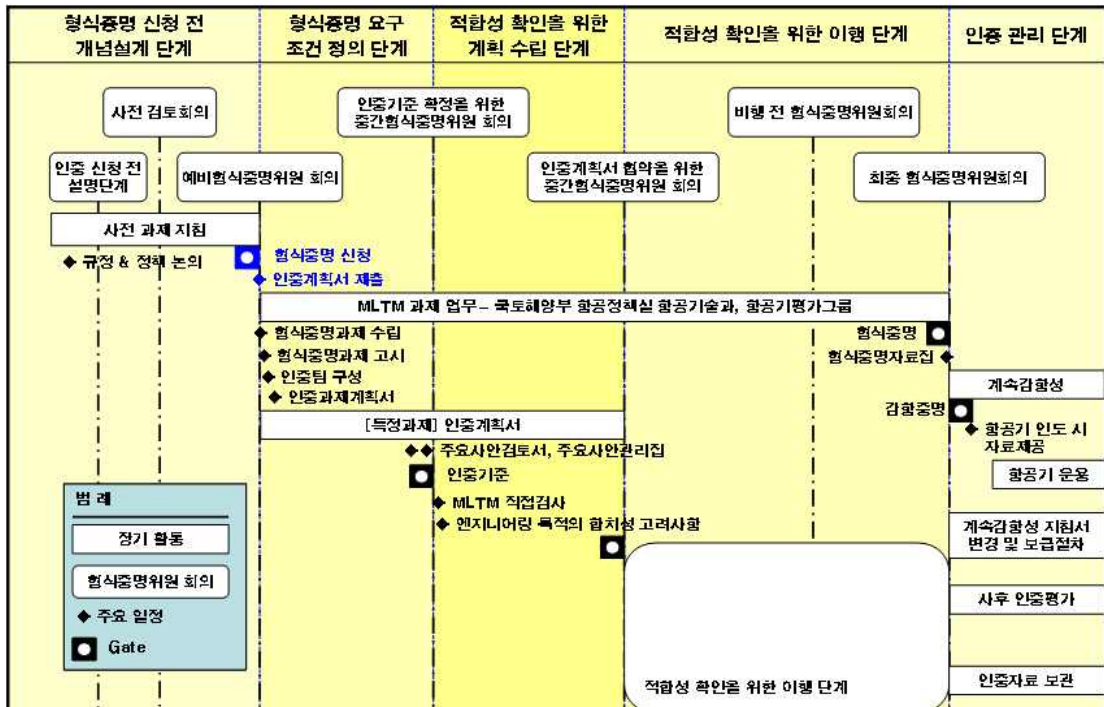 형식증명 신청 전
개념설계 단계
형식증명 요구
조건 정의 단계
적합성 확인을 위한
계획 수립 단계
적합성 확인을 위한 이행 단계
인증 관리 단계
사전 검토회의
인증기준 확정을 위한
중간형식증명위원 회의
비행 전 형식증명위원회의
인증 신청 전
설명단계
예비형식증명위원 회의
인증계획서 협약을 위한
중간형식증명위원 회의
최종 형식증명위원회의
사전 과제 지침
◆ 규정 & 정책 논의
형식증명 신청
◆ 인증계획서 제출
MLTM 과제 업무 – 국토해양부 항공정책실 항공기술과, 항공기평가그룹
◆ 형식증명과제 수립
◆ 형식증명과제 고시
◆ 인증팀 구성
◆ 인증과제계획서
형식증명
형식증명자료집 ◆
계속감항성
감항증명
◆ 항공기 인도 시
자료제공
항공기 운용
[특정과제] 인증계획서
◆◆ 주요사안검토서, 주요사안관리집
인증기준
◆ MLTM 직접검사
◆ 엔지니어링 목적의 합치성 고려사항
계속감항성 지침서
변경 및 보급절차
사후 인증평가
인증자료 보관
적합성 확인을 위한 이행 단계
범 례
장기 활동
형식증명위원 회의
◆ 주요 일정
Gate